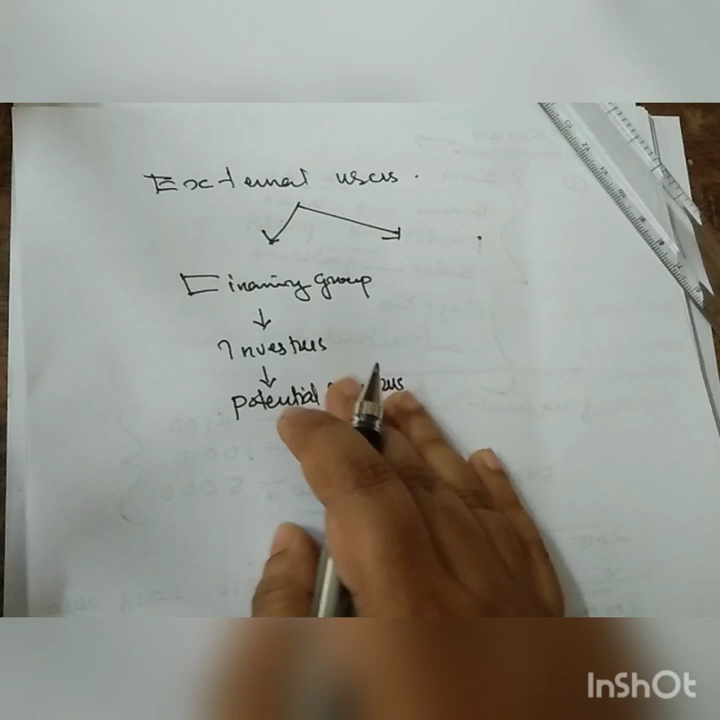 External users.
Financing group
Investors
potential
InShOt